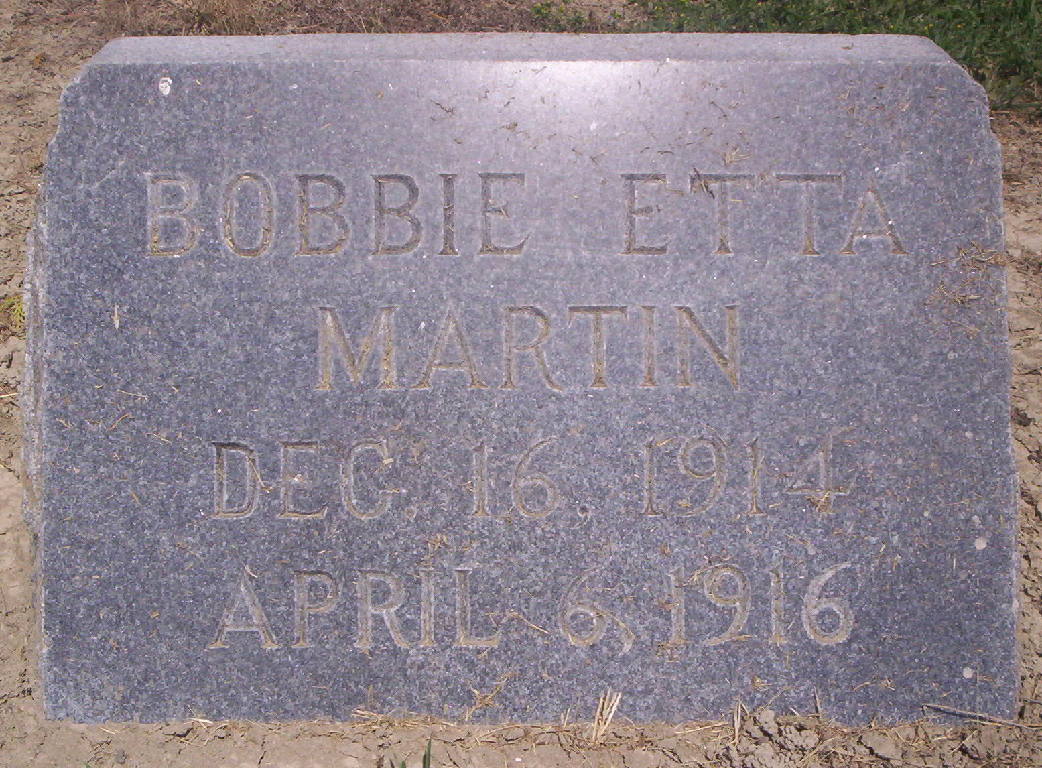 BOBBIE ETTA
MARTIN
DEC. 16, 1914
APRIL 6, 1916